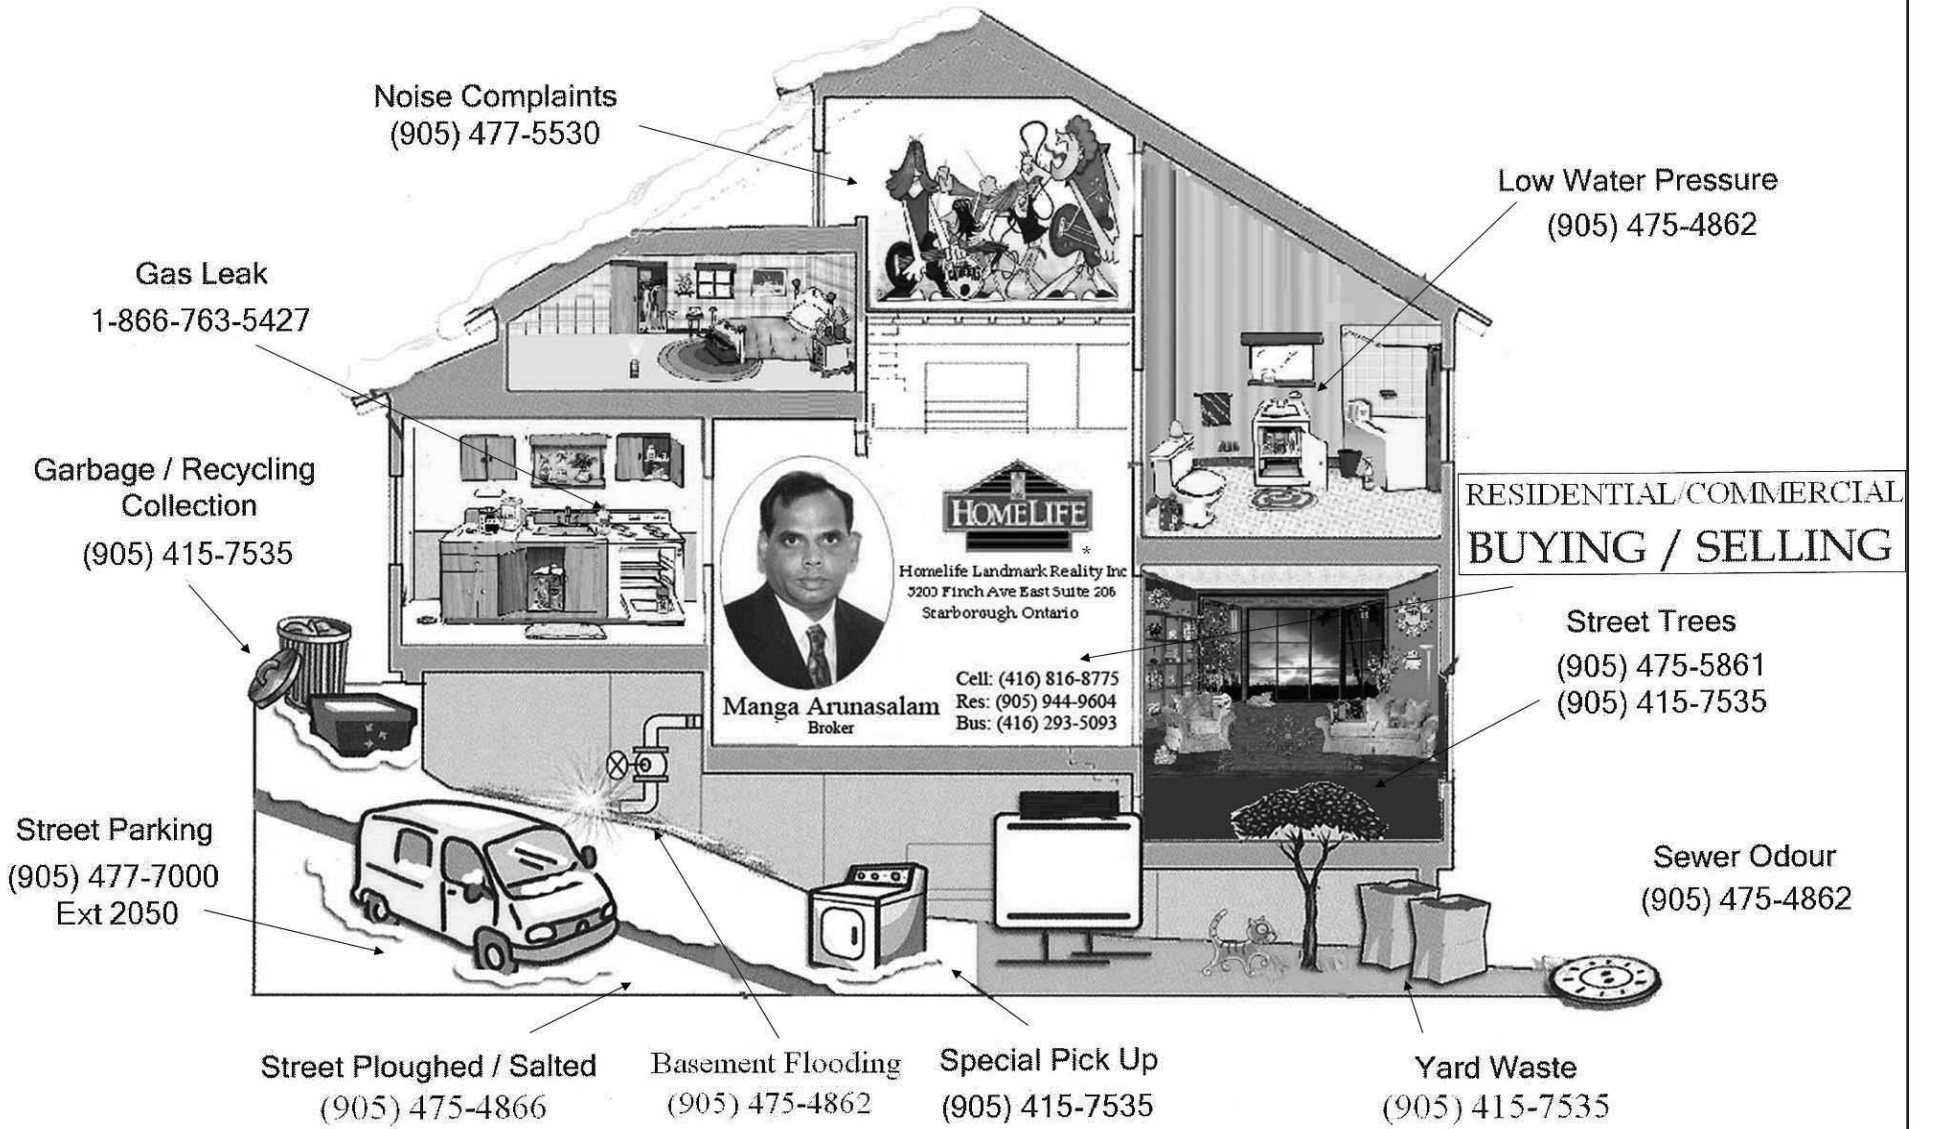 Noise Complaints
(905) 477-5530
Low Water Pressure
(905) 475-4862
Gas Leak
1-866-763-5427
Garbage / Recycling
Collection
(905) 415-7535
HOMELIFE
*
Homelife Landmark Reality Inc
5203 Finch Ave East Suite 206
Scarborough, Ontario
Manga Arunasalam
Broker
Cell: (416) 816-8775
Res: (905) 944-9604
Bus: (416) 293-5093
RESIDENTIAL/COMMERCIAL
BUYING / SELLING
Street Trees
(905) 475-5861
(905) 415-7535
Street Parking
(905) 477-7000
Ext 2050
Sewer Odour
(905) 475-4862
Street Ploughed / Salted
(905) 475-4866
Basement Flooding
(905) 475-4862
Special Pick Up
(905) 415-7535
Yard Waste
(905) 415-7535